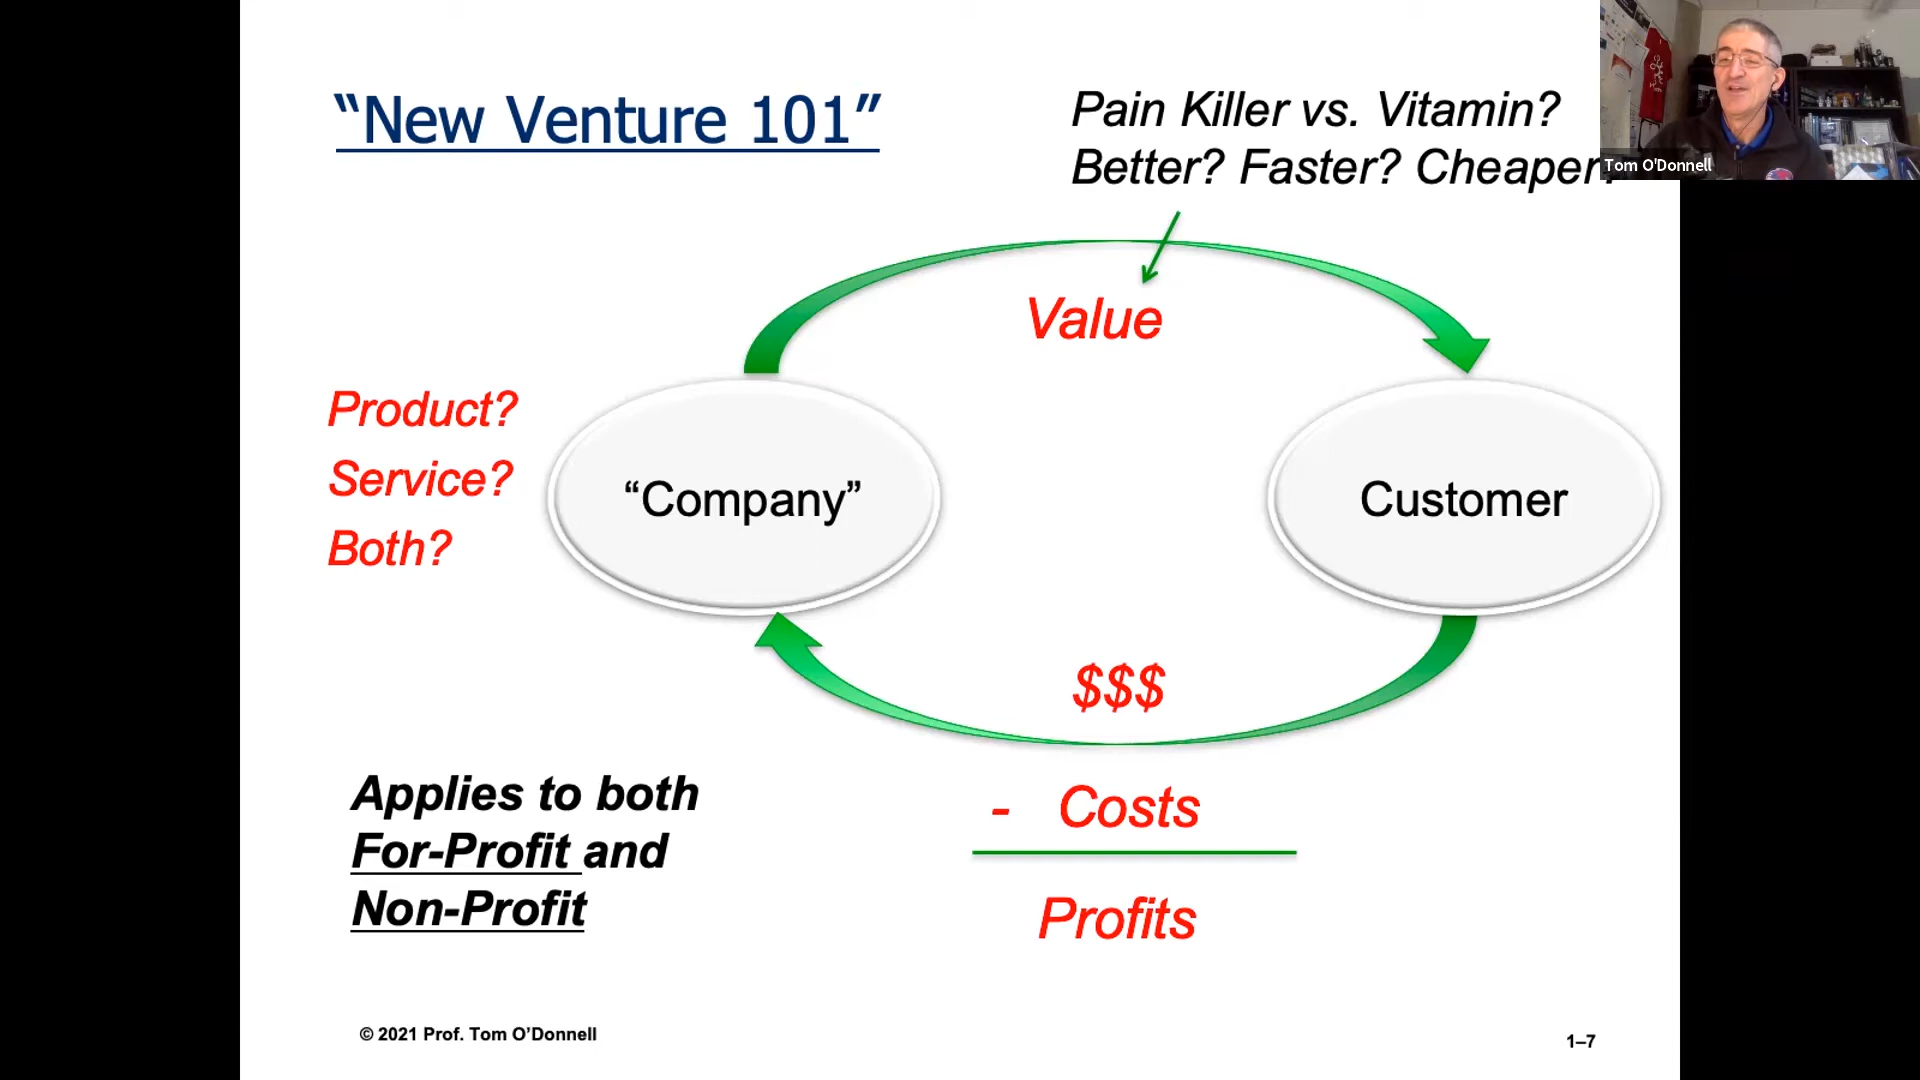 “New Venture 101”
Pain Killer vs. Vitamin?
Better? Faster? Cheaper?
Tom O'Donnell
Value
Product?
Service?
Both?
“Company”
Customer
$$$
Applies to both
For-Profit and
Non-Profit
- Costs
Profits
© 2021 Prof. Tom O’Donnell
1–7